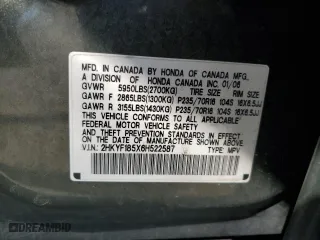 MFD. IN CANADA BY HONDA OF CANADA MFG.,
A DIVISION OF HONDA CANADA INC. 01/06
GVWR 5950LBS(2700KG) TIRE SIZE RIM SIZE
GAWR F 2865LBS(1300KG) P235/70R16 104S 16X6.5JJ
GAWR R 3155LBS(1430KG) P235/70R16 104S 16X6.5JJ
THIS VEHICLE CONFORMS TO ALL APPLICABLE
FEDERAL MOTOR VEHICLE SAFETY AND
THEFT PREVENTION STANDARDS IN EFFECT ON
THE DATE OF MANUFACTURE SHOWN ABOVE.
V.I.N.: 2HKYF185X6H522587 TYPE: MPV
AUTOBIDMASTER